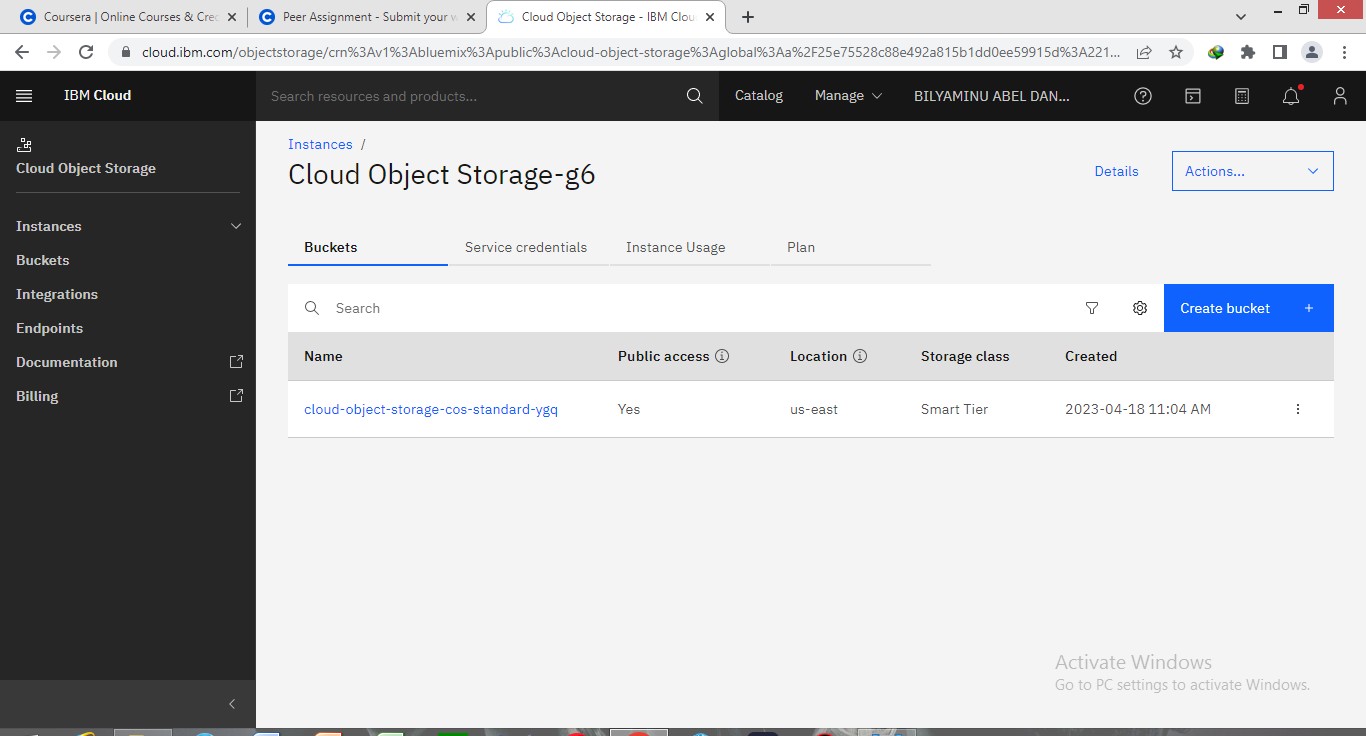 Coursera | Online Courses & Cred
Peer Assignment - Submit your w
Cloud Object Storage - IBM Clou
cloud.ibm.com/objectstorage/crn%3Av1%3Abluemix%3Apublic%3Acloud-object-storage%3Aglobal%3Aa%2F25e75528c88e492a815b1dd0ee59915d%3A221...
IBM Cloud
Search resources and products...
Catalog
Manage
BILYAMINU ABEL DAN...
Cloud Object Storage
Instances
Buckets
Integrations
Endpoints
Documentation
Billing
Instances /
Cloud Object Storage-g6
Details
Actions...
Buckets
Service credentials
Instance Usage
Plan
Search
Create bucket +
Name Public access Location Storage class Created
cloud-object-storage-cos-standard-ygq Yes us-east Smart Tier 2023-04-18 11:04 AM
Activate Windows
Go to PC settings to activate Windows.